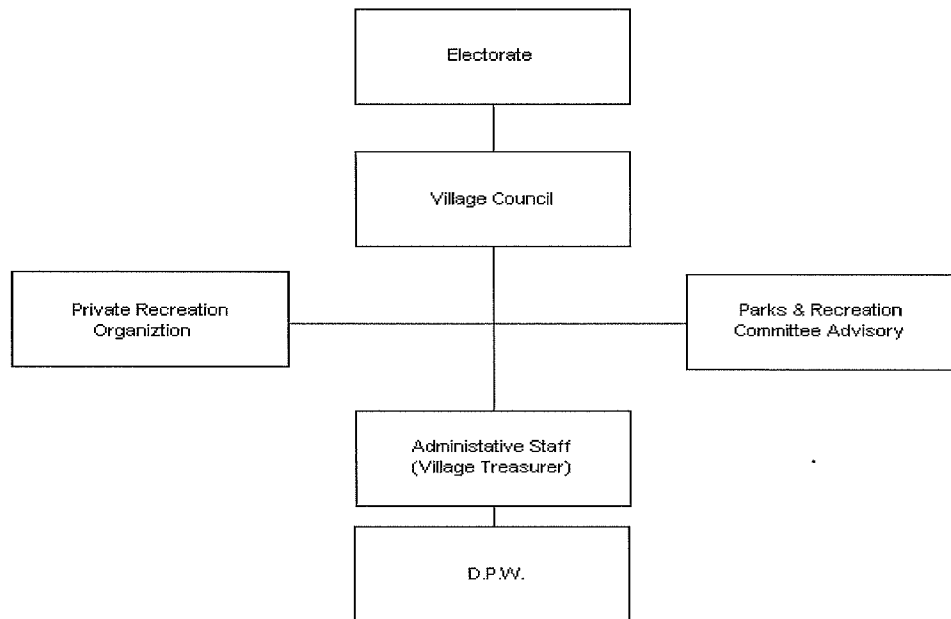 Electorate
Village Council
Private Recreation
Organiztion
Parks & Recreation
Committee Advisory
Administative Staff
(Village Treasurer)
D.P.W.